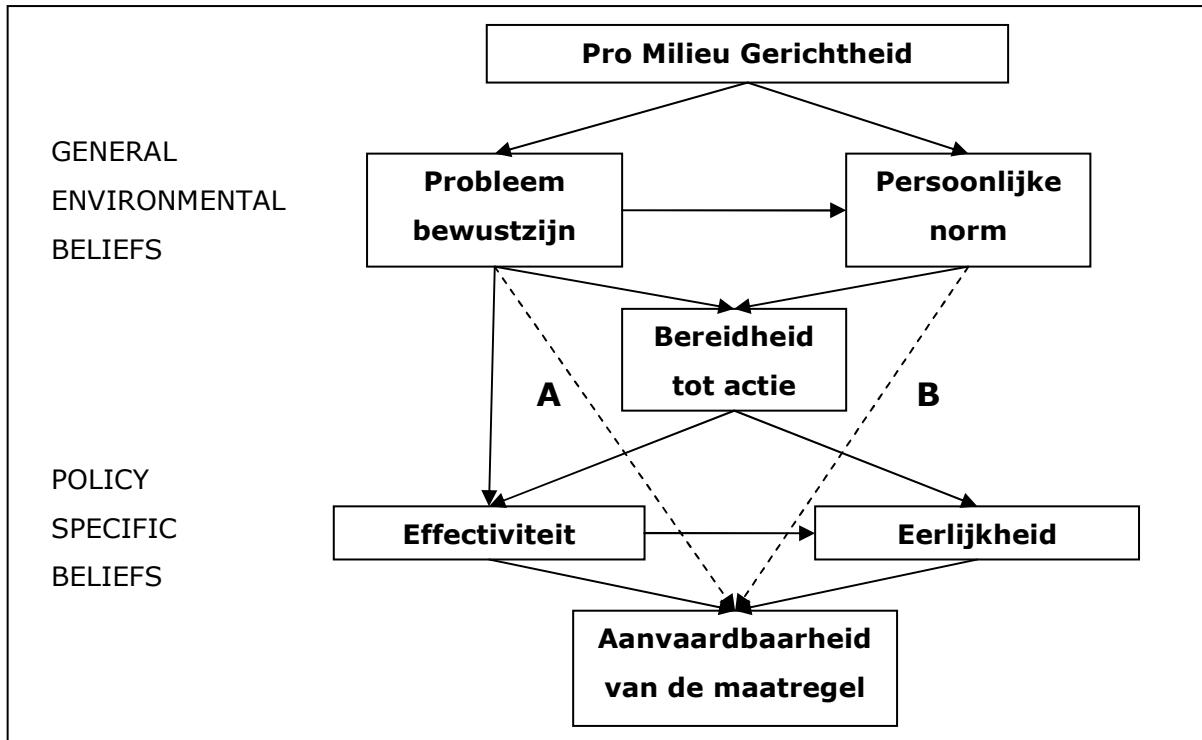 Pro Milieu Gerichtheid
GENERAL
ENVIRONMENTAL
BELIEFS
Probleem
bewustzijn
Persoonlijke
norm
Bereidheid
tot actie
A
B
POLICY
SPECIFIC
BELIEFS
Effectiviteit
Eerlijkheid
Aanvaardbaarheid
van de maatregel